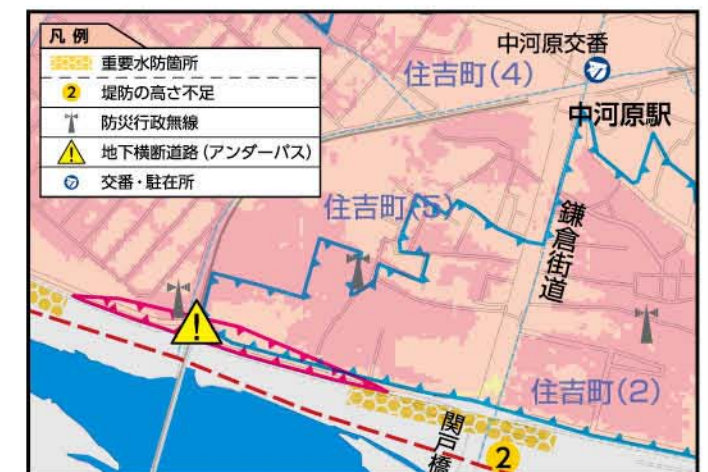 凡例
重要水防箇所
2 堤防の高さ不足
防災行政無線
! 地下横断道路(アンダーパス)
交番・駐在所
中河原交番
住吉町(4)
中河原駅
住吉町(5)
鎌倉街道
!
住吉町(2)
関戸橋
2